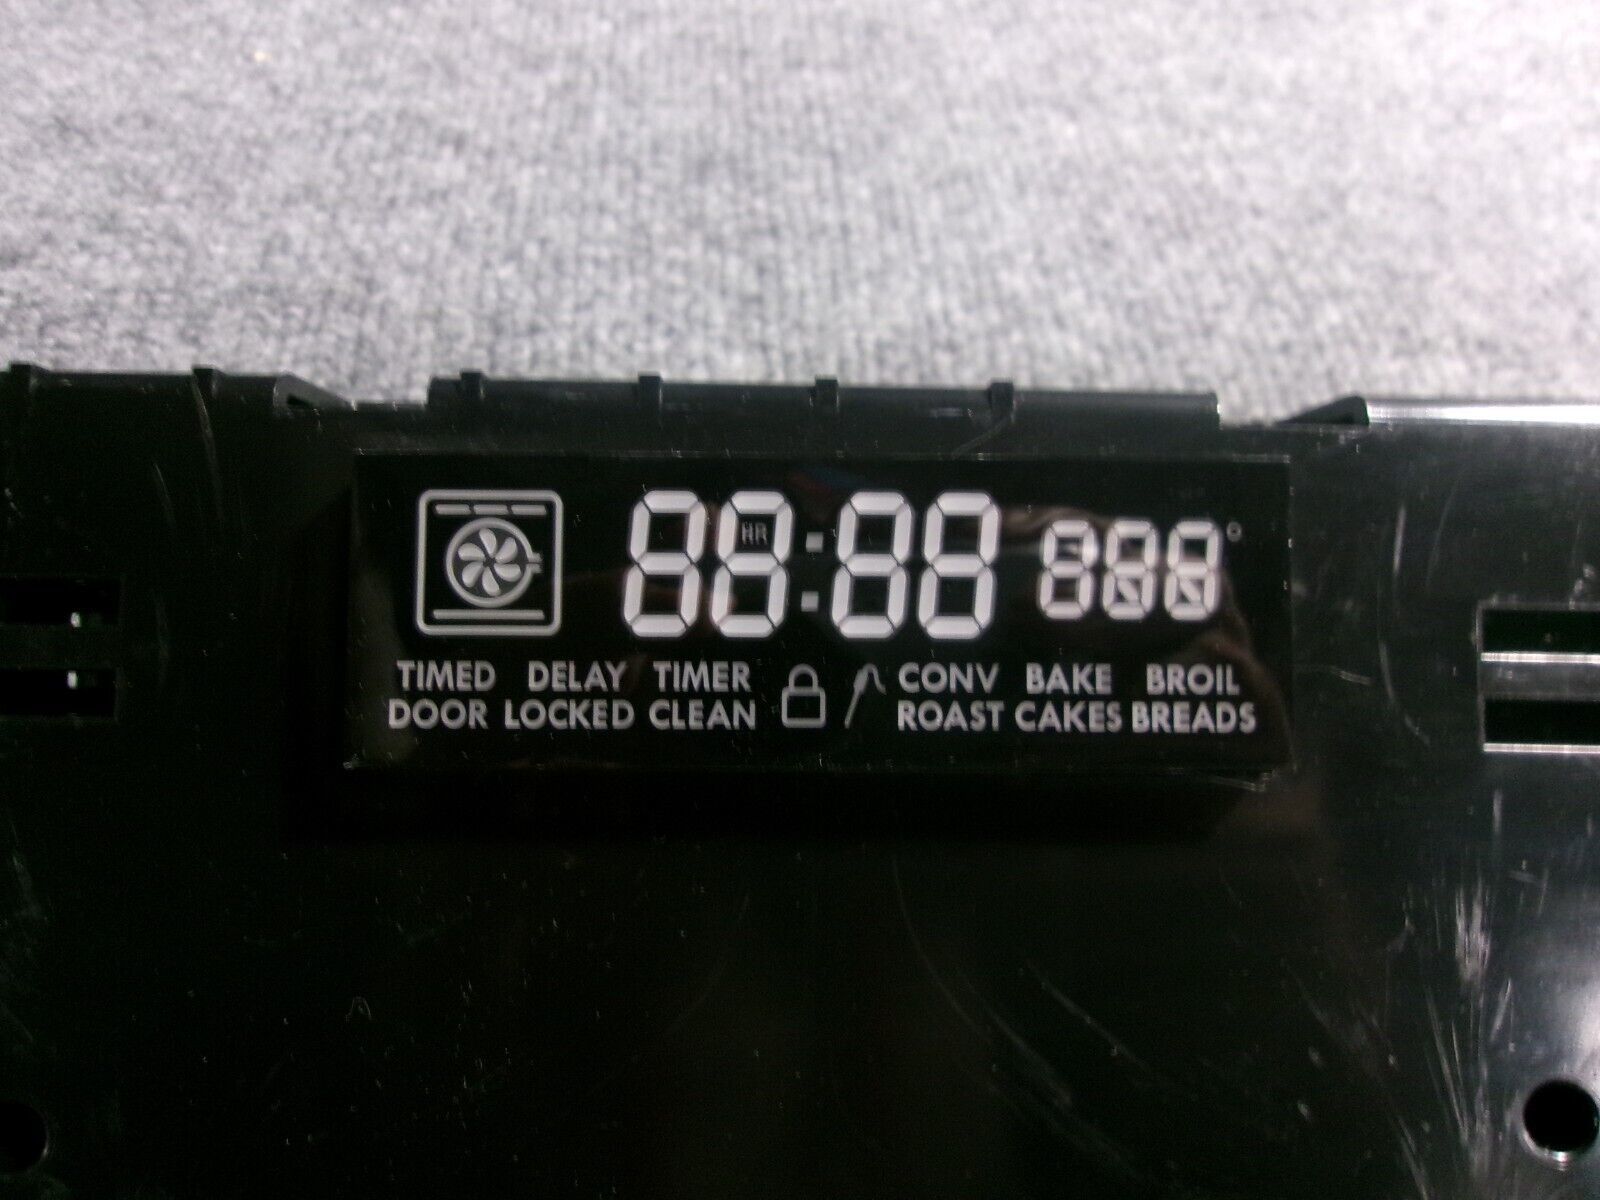 88:88 888°
HR
TIMED DELAY TIMER CONV BAKE BROIL
DOOR LOCKED CLEAN ROAST CAKES BREADS